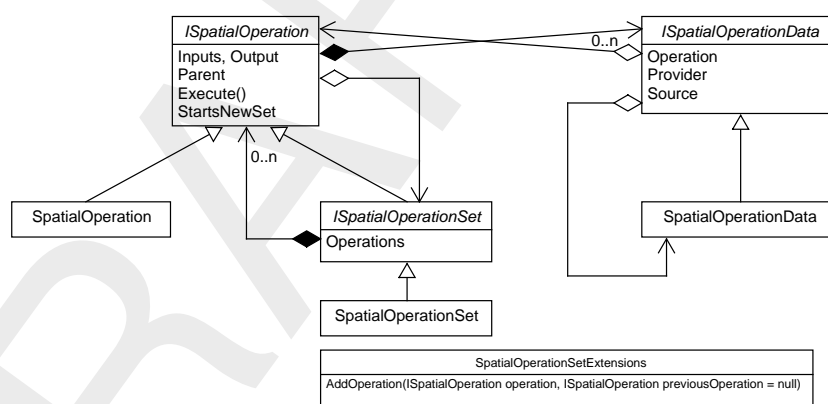 ISpatialOperation
Inputs, Output
Parent
Execute()
StartsNewSet
ISpatialOperationData
Operation
Provider
Source
0..n
0..n
SpatialOperation
ISpatialOperationSet
Operations
SpatialOperationData
SpatialOperationSet
SpatialOperationSetExtensions
AddOperation(ISpatialOperation operation, ISpatialOperation previousOperation = null)